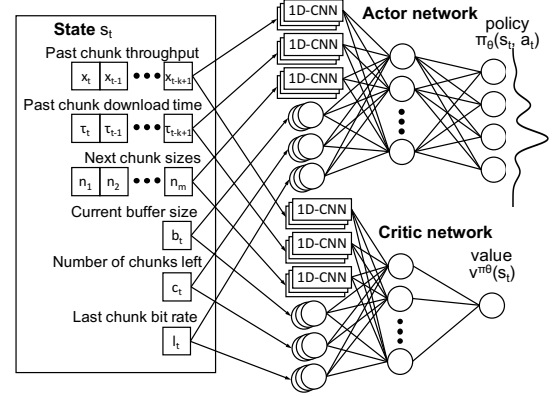 State s_t
Past chunk throughput
x_t x_t-1 ••• x_t-k+1
Past chunk download time
τ_t τ_t-1 ••• τ_t-k+1
Next chunk sizes
n_1 n_2 ••• n_m
Current buffer size
b_t
Number of chunks left
c_t
Last chunk bit rate
l_t
1D-CNN
1D-CNN
1D-CNN
Actor network
policy
π_θ(s_t, a_t)
1D-CNN
1D-CNN
1D-CNN
Critic network
value
v^πθ(s_t)